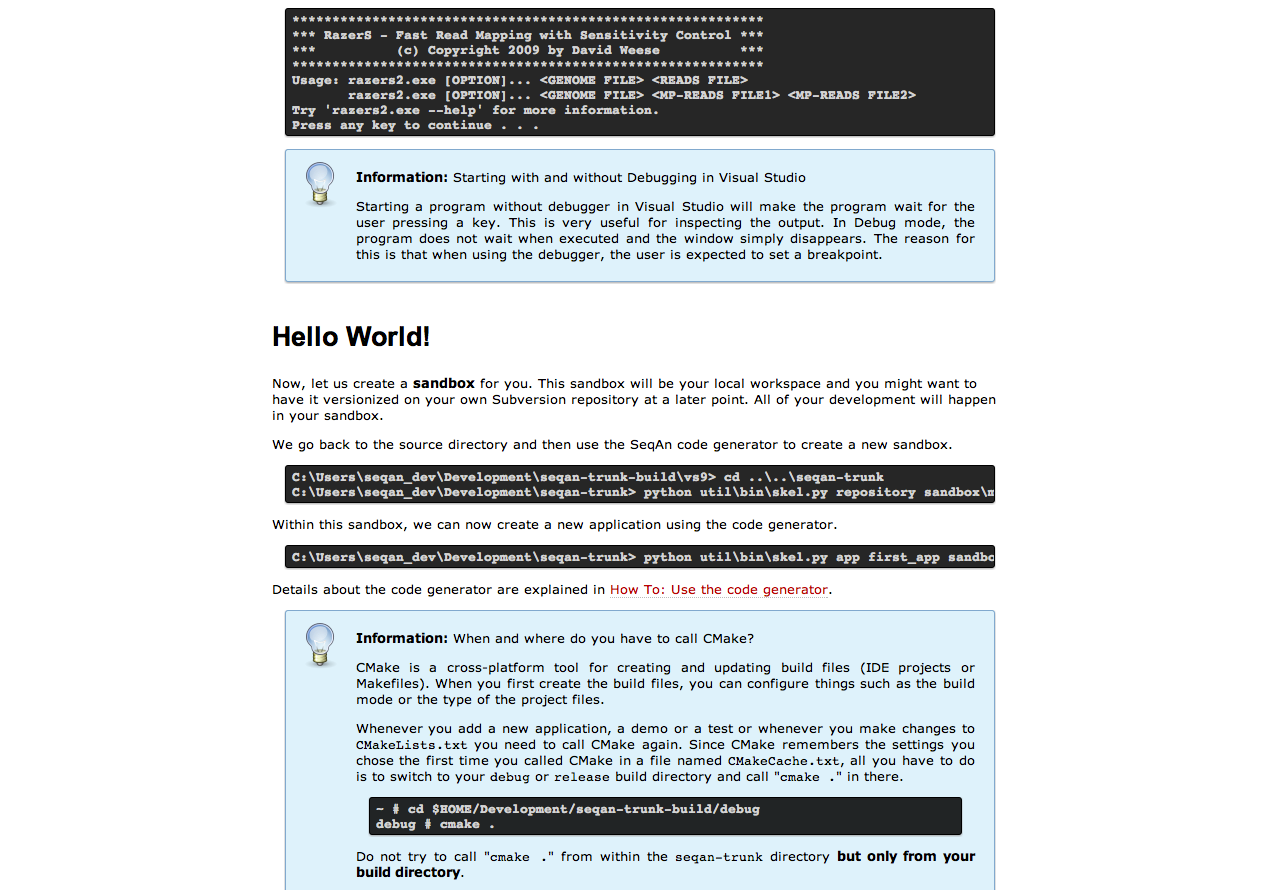 ***********************************************************
*** RazerS - Fast Read Mapping with Sensitivity Control ***
***          (c) Copyright 2009 by David Weese          ***
***********************************************************
Usage: razers2.exe [OPTION]... <GENOME FILE> <READS FILE>
       razers2.exe [OPTION]... <GENOME FILE> <MP-READS FILE1> <MP-READS FILE2>
Try 'razers2.exe --help' for more information.
Press any key to continue . . .
Information: Starting with and without Debugging in Visual Studio
Starting a program without debugger in Visual Studio will make the program wait for the
user pressing a key. This is very useful for inspecting the output. In Debug mode, the
program does not wait when executed and the window simply disappears. The reason for
this is that when using the debugger, the user is expected to set a breakpoint.
Hello World!
Now, let us create a sandbox for you. This sandbox will be your local workspace and you might want to
have it versionized on your own Subversion repository at a later point. All of your development will happen
in your sandbox.
We go back to the source directory and then use the SeqAn code generator to create a new sandbox.
C:\Users\seqan_dev\Development\seqan-trunk-build\vs9> cd ..\..\seqan-trunk
C:\Users\seqan_dev\Development\seqan-trunk> python util\bin\skel.py repository sandbox\
Within this sandbox, we can now create a new application using the code generator.
C:\Users\seqan_dev\Development\seqan-trunk> python util\bin\skel.py app first_app sandbo
Details about the code generator are explained in How To: Use the code generator.
Information: When and where do you have to call CMake?
CMake is a cross-platform tool for creating and updating build files (IDE projects or
Makefiles). When you first create the build files, you can configure things such as the build
mode or the type of the project files.
Whenever you add a new application, a demo or a test or whenever you make changes to
CMakeLists.txt you need to call CMake again. Since CMake remembers the settings you
chose the first time you called CMake in a file named CMakeCache.txt, all you have to do
is to switch to your debug or release build directory and call "cmake ." in there.
~ # cd $HOME/Development/seqan-trunk-build/debug
debug # cmake .
Do not try to call "cmake ." from within the seqan-trunk directory but only from your
build directory.